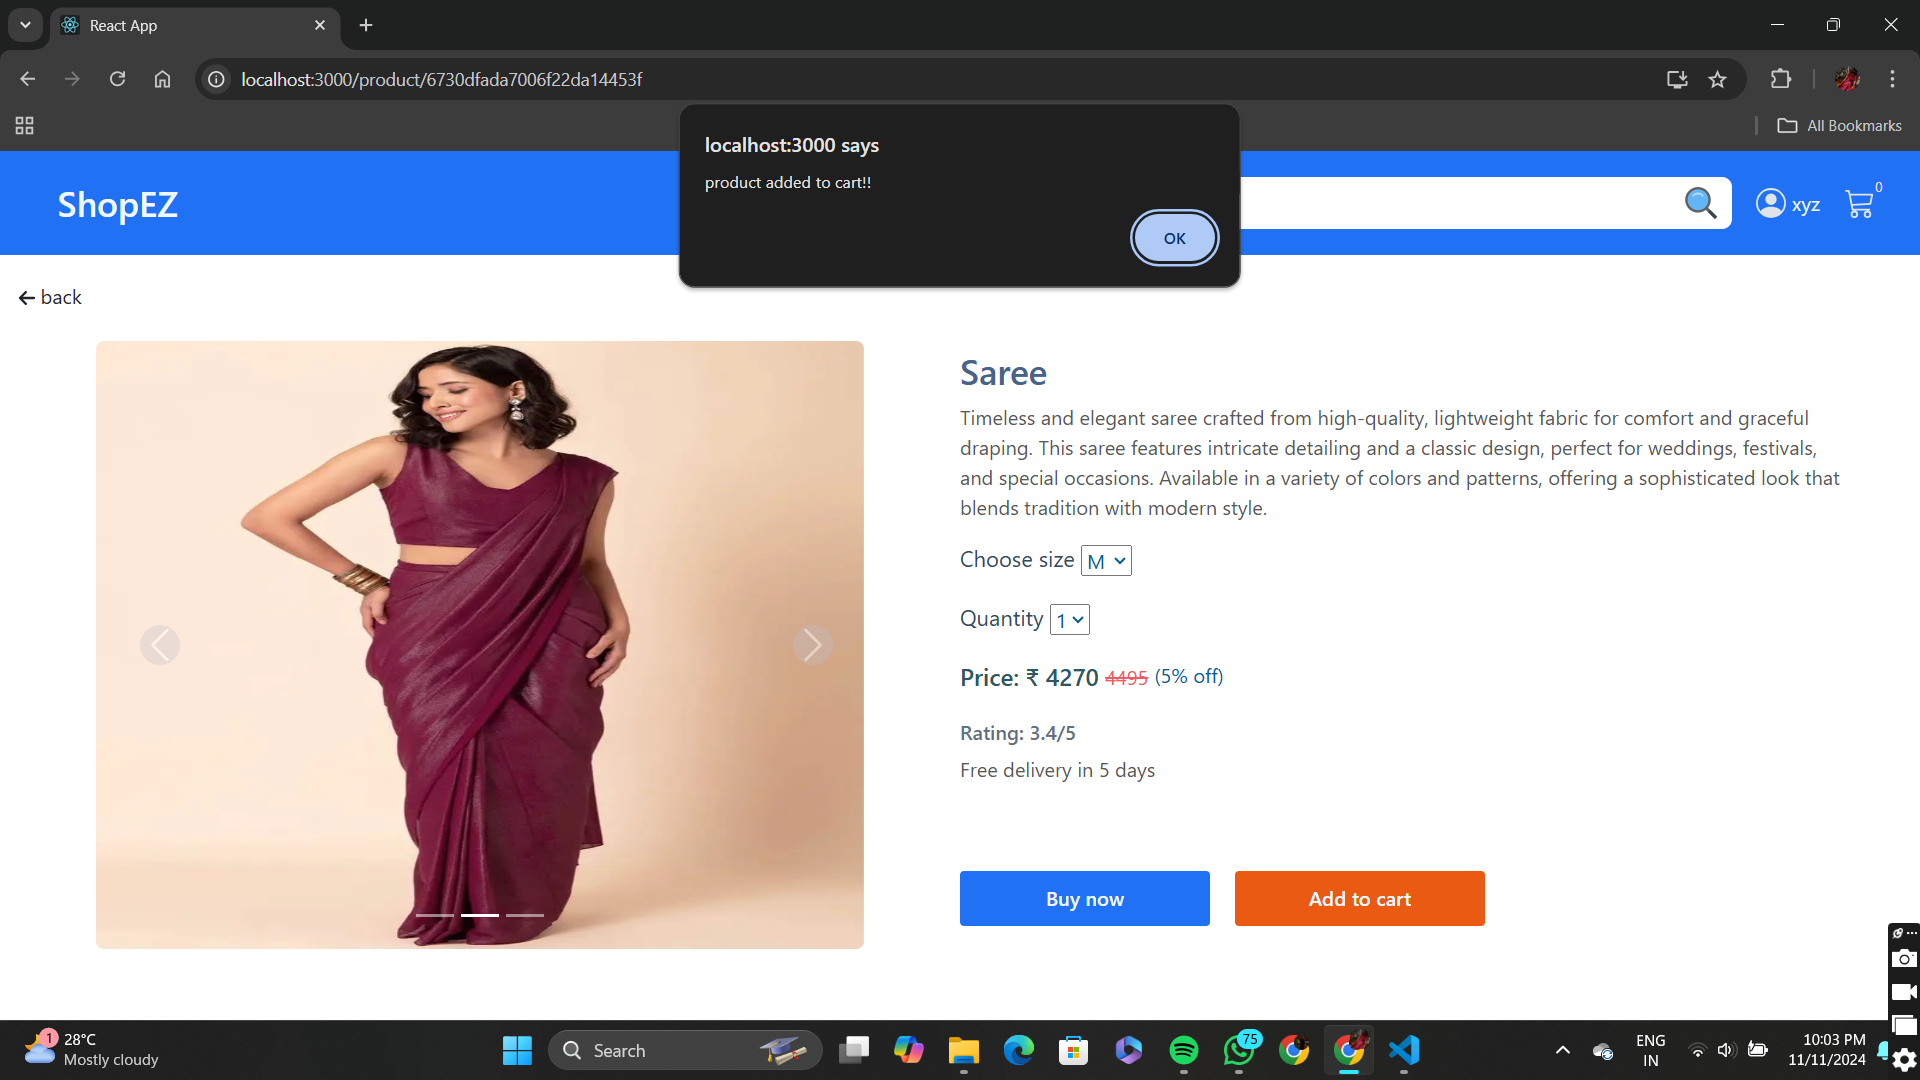 React App
localhost:3000/product/6730dfada7006f22da14453f
All Bookmarks
localhost:3000 says
product added to cart!!
OK
ShopEZ
xyz
0
back
Saree
Timeless and elegant saree crafted from high-quality, lightweight fabric for comfort and graceful
draping. This saree features intricate detailing and a classic design, perfect for weddings, festivals,
and special occasions. Available in a variety of colors and patterns, offering a sophisticated look that
blends tradition with modern style.
Choose size M
Quantity 1
Price: ₹ 4270 4495 (5% off)
Rating: 3.4/5
Free delivery in 5 days
Buy now
Add to cart
1
28°C
Mostly cloudy
Search
75
ENG
IN
10:03 PM
11/11/2024